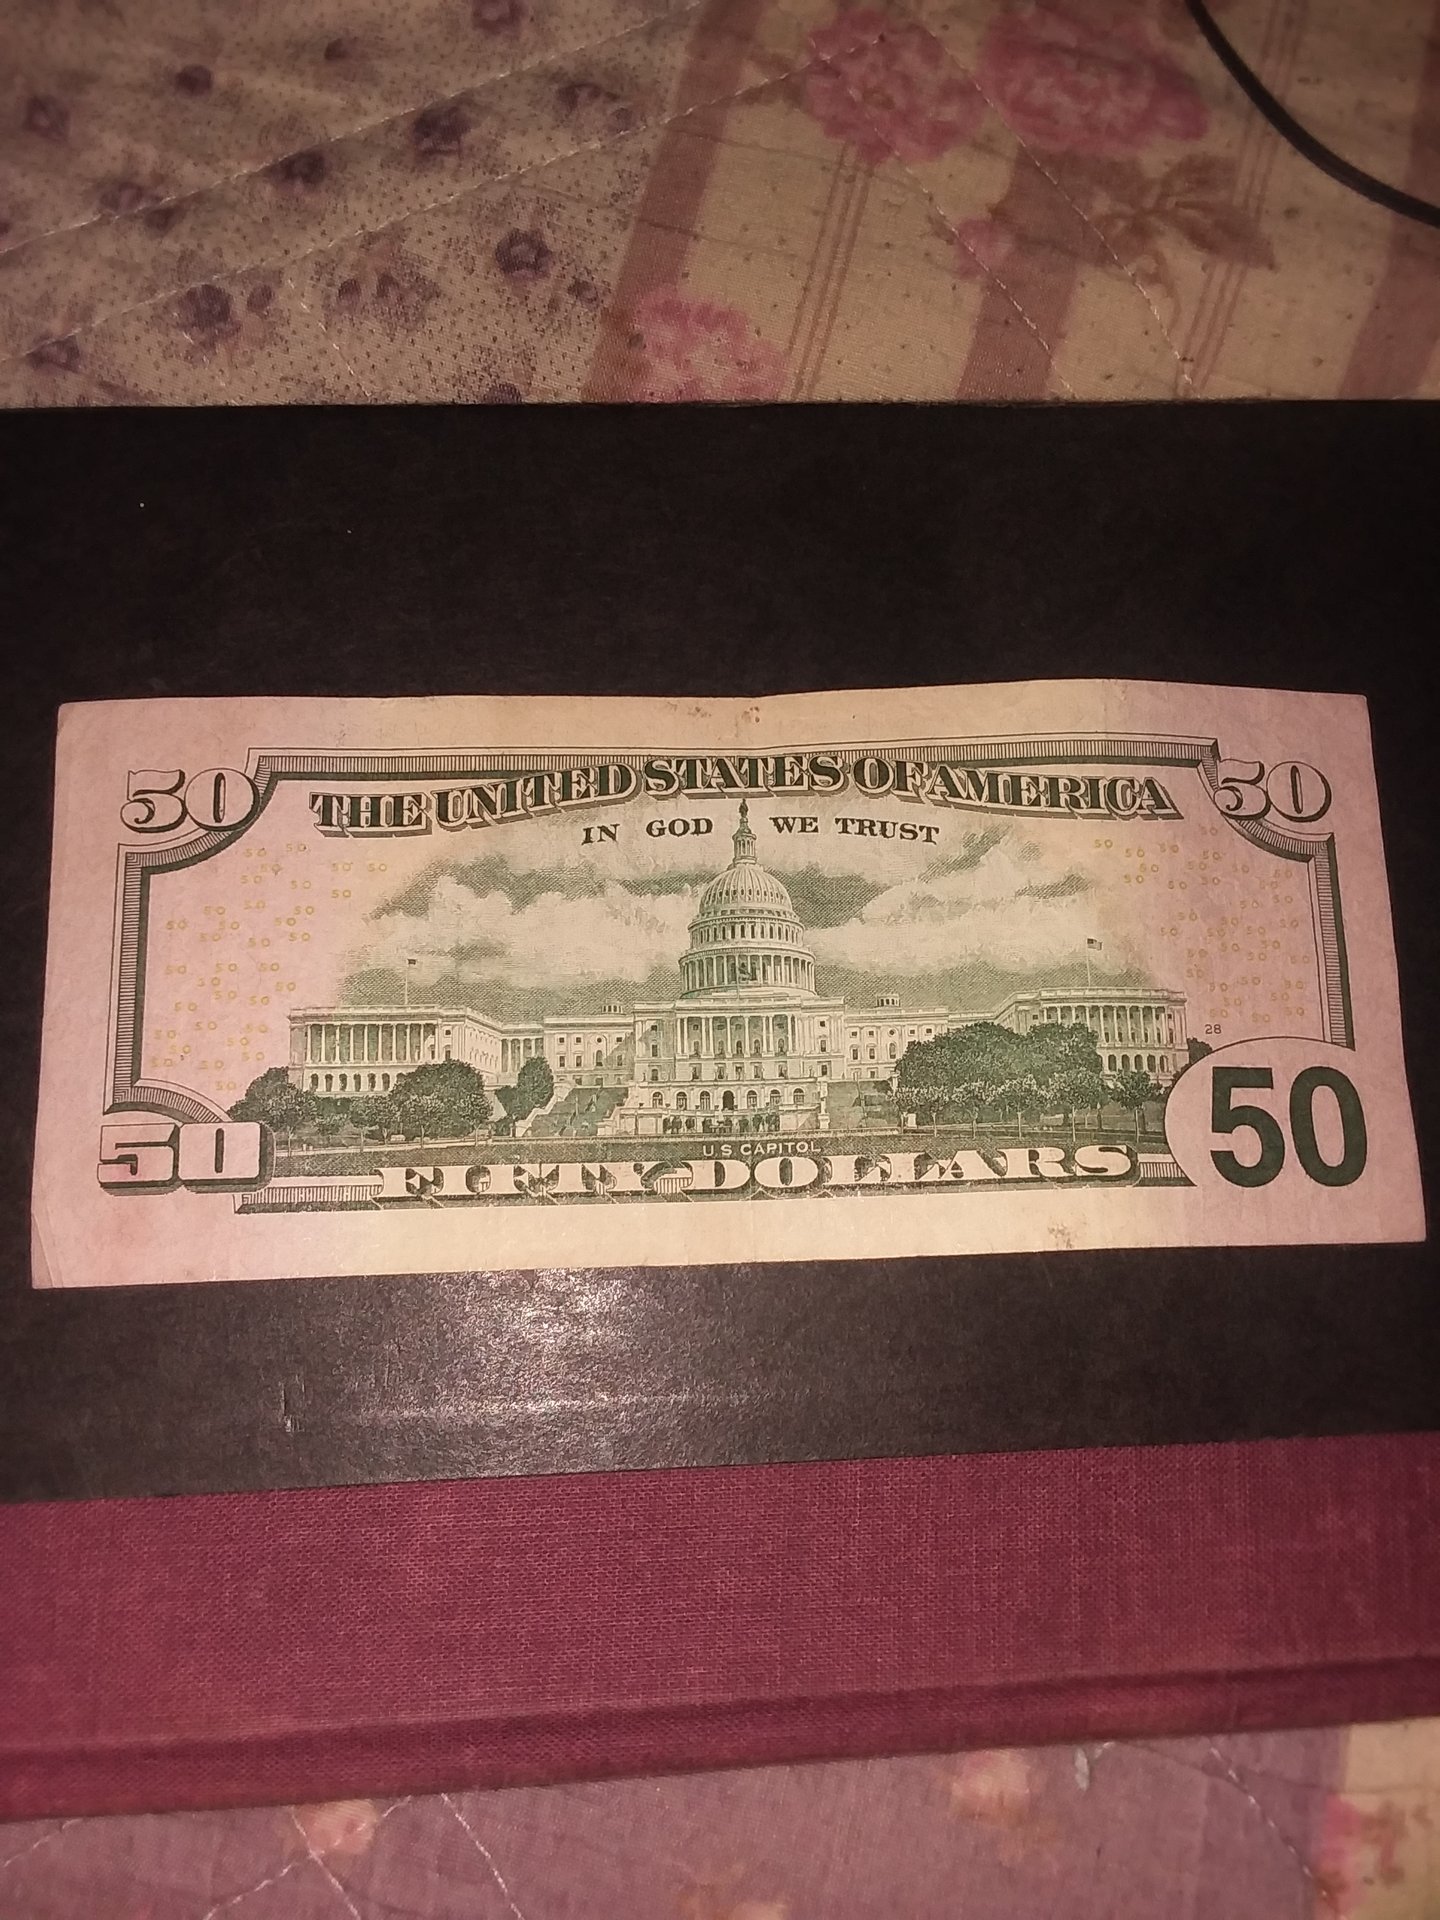 50 THE UNITED STATES OF AMERICA 50
IN GOD WE TRUST
28
50 U.S. CAPITOL 50
FIFTY DOLLARS